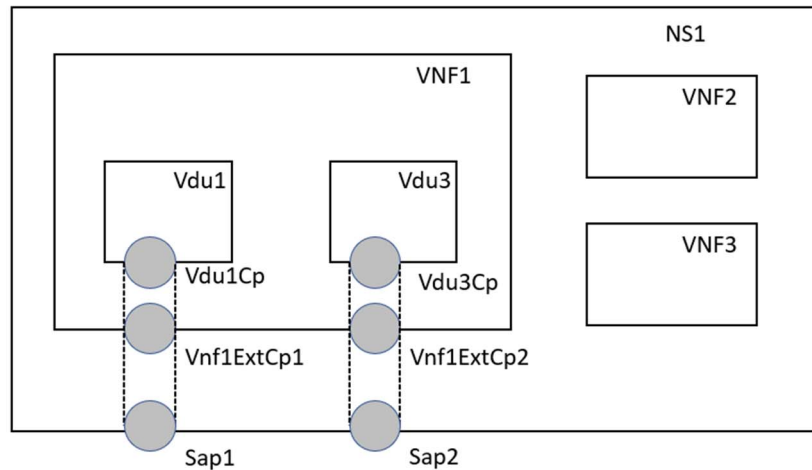 NS1
VNF1
VNF2
Vdu1
Vdu3
VNF3
Vdu1Cp
Vdu3Cp
Vnf1ExtCp1
Vnf1ExtCp2
Sap1
Sap2